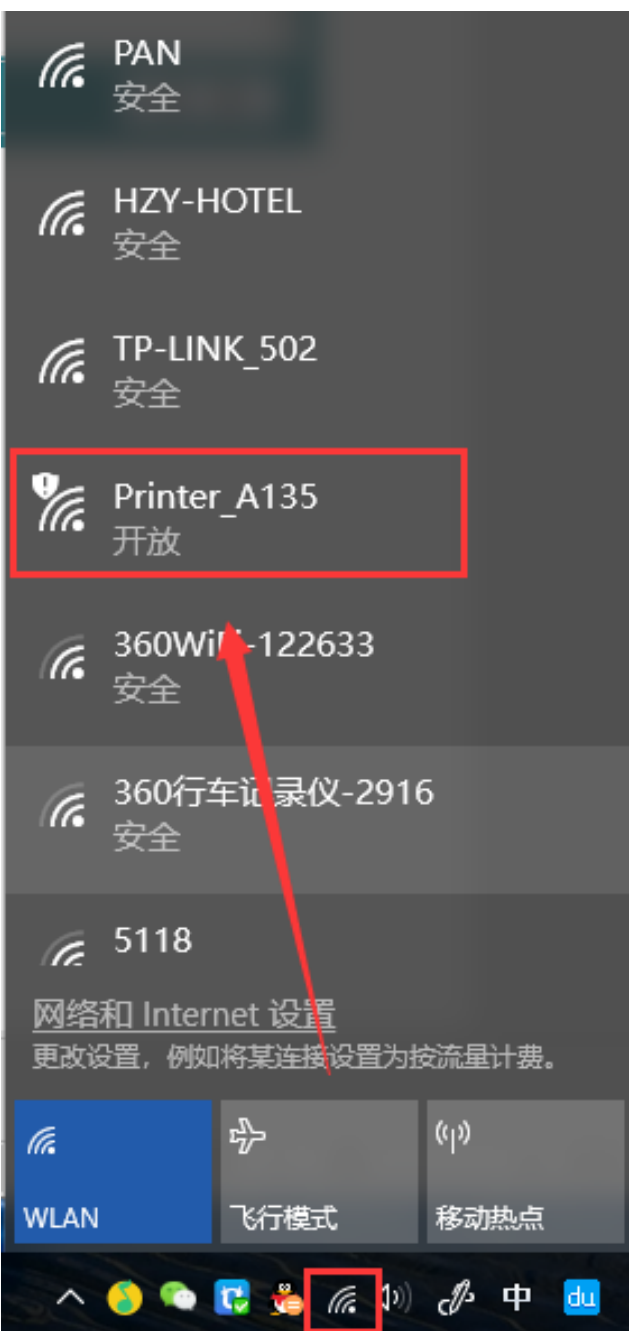 PAN
安全
HZY-HOTEL
安全
TP-LINK_502
安全
Printer_A135
开放
360WiFi-122633
安全
360行车记录仪-2916
安全
5118
网络和 Internet 设置
更改设置，例如将某连接设置为按流量计费。
WLAN
飞行模式
移动热点
中
du